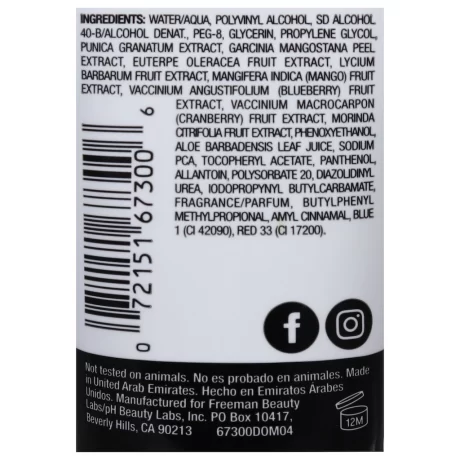 INGREDIENTS: WATER/AQUA, POLYVINYL ALCOHOL, SD ALCOHOL
40-B/ALCOHOL DENAT., PEG-8, GLYCERIN, PROPYLENE GLYCOL,
PUNICA GRANATUM EXTRACT, GARCINIA MANGOSTANA PEEL
EXTRACT, EUTERPE OLERACEA FRUIT EXTRACT, LYCIUM
BARBARUM FRUIT EXTRACT, MANGIFERA INDICA (MANGO) FRUIT
EXTRACT, VACCINIUM ANGUSTIFOLIUM (BLUEBERRY) FRUIT
EXTRACT, VACCINIUM MACROCARPON
(CRANBERRY) FRUIT EXTRACT, MORINDA
CITRIFOLIA FRUIT EXTRACT, PHENOXYETHANOL,
ALOE BARBADENSIS LEAF JUICE, SODIUM
PCA, TOCOPHERYL ACETATE, PANTHENOL,
ALLANTOIN, POLYSORBATE 20, DIAZOLIDINYL
UREA, IODOPROPYNYL BUTYLCARBAMATE,
FRAGRANCE/PARFUM, BUTYLPHENYL
METHYLPROPIONAL, AMYL CINNAMAL, BLUE
1 (CI 42090), RED 33 (CI 17200).
0 72151 67300 6
Not tested on animals. No es probado en animales. Made
in United Arab Emirates. Hecho en Emiratos Arabes
Unidos. Manufactured for Freeman Beauty
Labs/pH Beauty Labs, Inc. PO Box 10417,
Beverly Hills, CA 90213 67300DOM04
12M